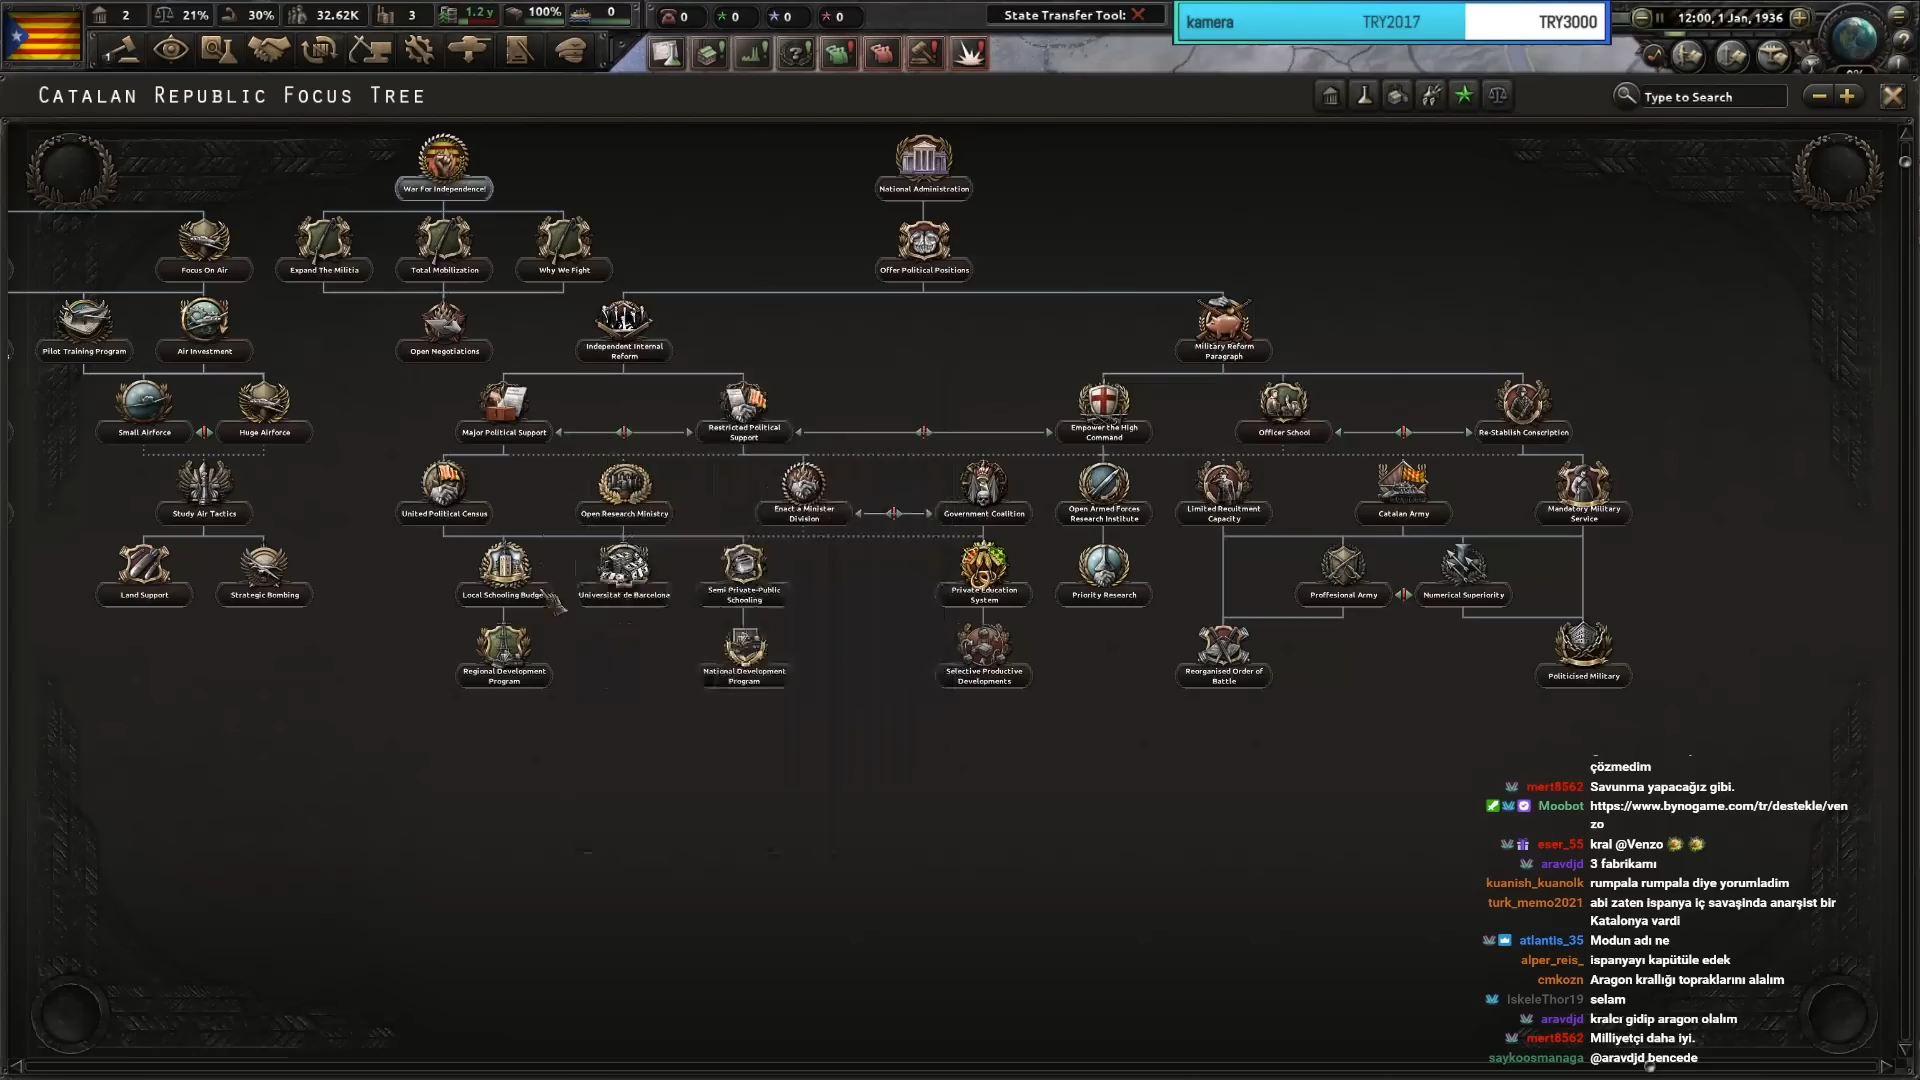 2
21%
30%
32.62K
3
1.2 y
100%
0
0
0
0
0
State Transfer Tool:
kamera
TRY2017
TRY3000
12:00, 1 Jan, 1936
CATALAN REPUBLIC FOCUS TREE
Type to Search
War For Independence!
National Administration
Focus On Air
Expand The Militia
Total Mobilization
Why We Fight
Offer Political Positions
Pilot Training Program
Air Investment
Open Negotiations
Independent Internal
Reform
Military Reform
Paragraph
Small Airforce
Huge Airforce
Major Political Support
Restricted Political
Support
Empower the High
Command
Officer School
Re-Stablish Conscription
Study Air Tactics
United Political Census
Open Research Ministry
Enact a Minister
Division
Government Coalition
Open Armed Forces
Research Institute
Limited Recuitment
Capacity
Catalan Army
Mandatory Military
Service
Land Support
Strategic Bombing
Local Schooling Budge
Universitat de Barcelona
Semi Private-Public
Schooling
Private Education
System
Priority Research
Proffesional Army
Numerical Superiority
Regional Development
Program
National Development
Program
Selective Productive
Developments
Reorganised Order of
Battle
Politicised Military
çözmedim
mert8562 Savunma yapacağız gibi.
Moobot https://www.bynogame.com/tr/destekle/ven
zo
eser_55 kral @Venzo
aravdjd 3 fabrikamı
kuanish_kuanolk rumpala rumpala diye yorumladim
turk_memo2021 abi zaten ispanya iç savaşinda anarşist bir
Katalonya vardi
atlantis_35 Modun adı ne
alper_reis_ ispanyayı kapütüle edek
cmkozn Aragon krallığı topraklarını alalım
IskeleThor19 selam
aravdjd kralcı gidip aragon olalım
mert8562 Milliyetçi daha iyi.
saykoosmanaga @aravdjd bencede